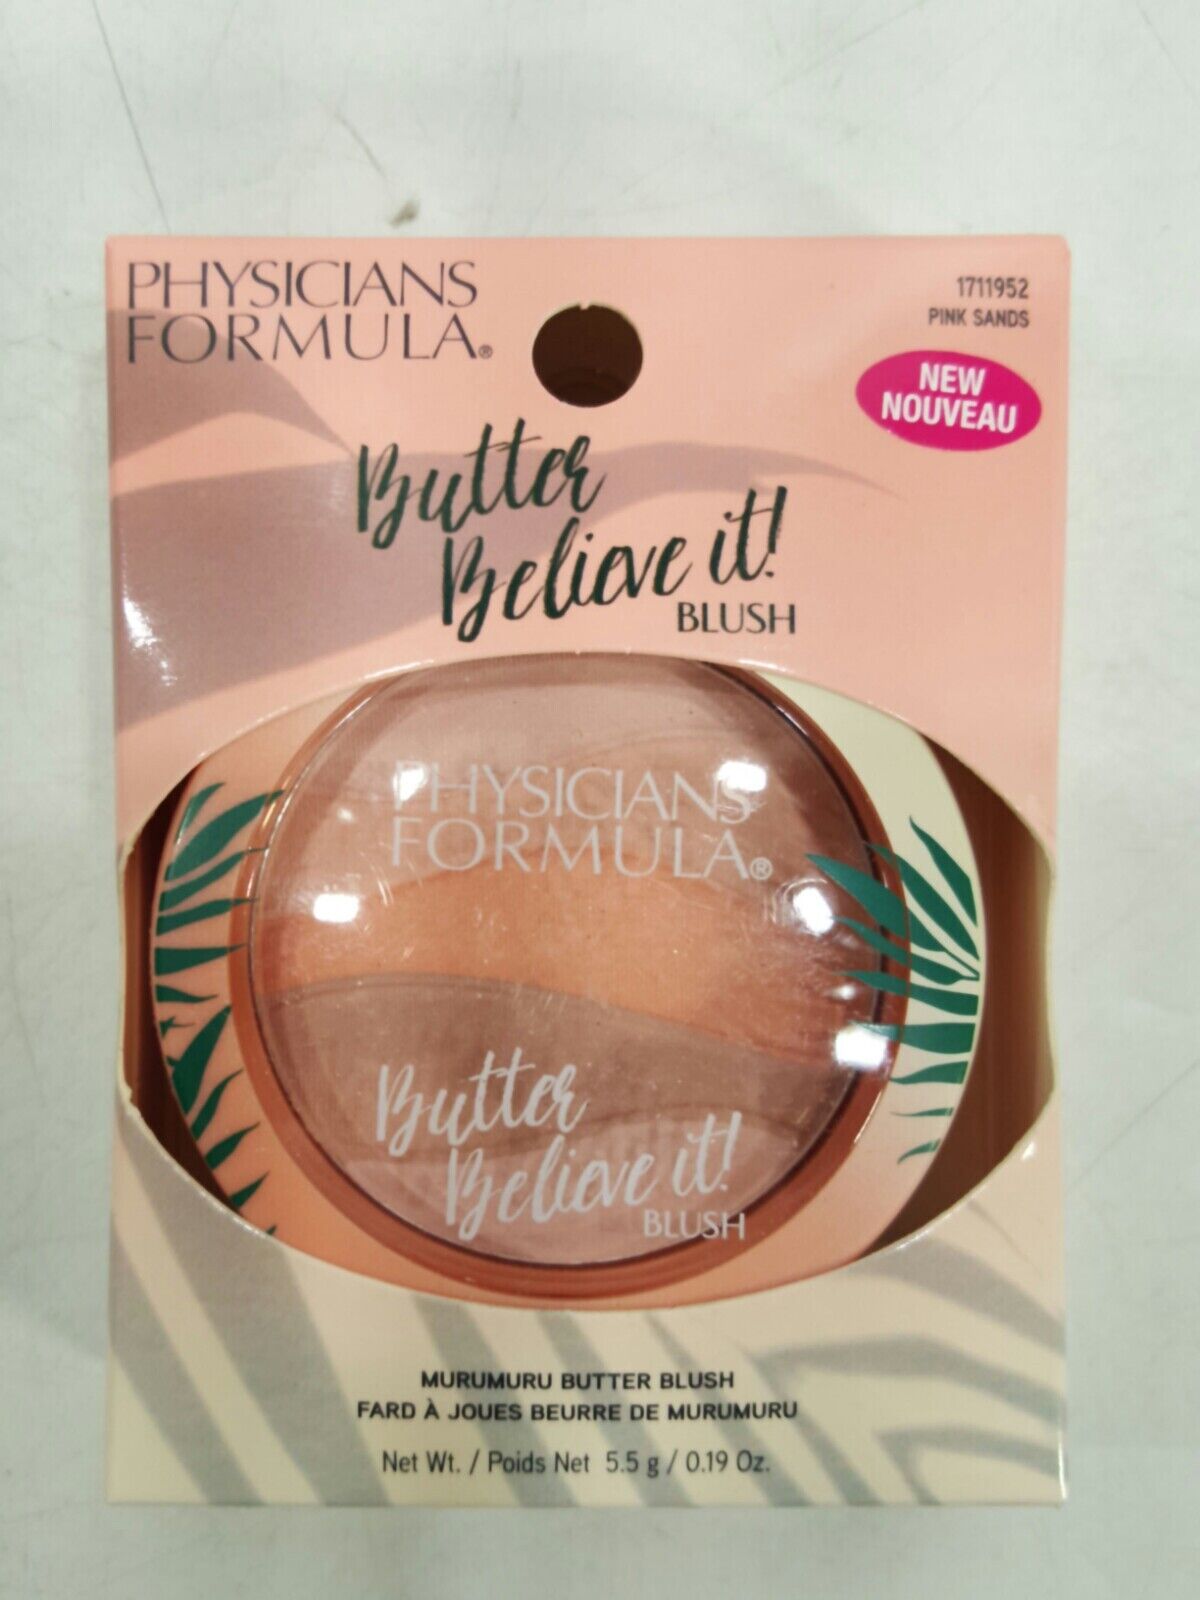 PHYSICIANS
FORMULA®
1711952
PINK SANDS
NEW
NOUVEAU
Butter
Believe it!
BLUSH
PHYSICIANS
FORMULA®
Butter
Believe it!
BLUSH
MURUMURU BUTTER BLUSH
FARD À JOUES BEURRE DE MURUMURU
Net Wt. / Poids Net 5.5 g / 0.19 Oz.